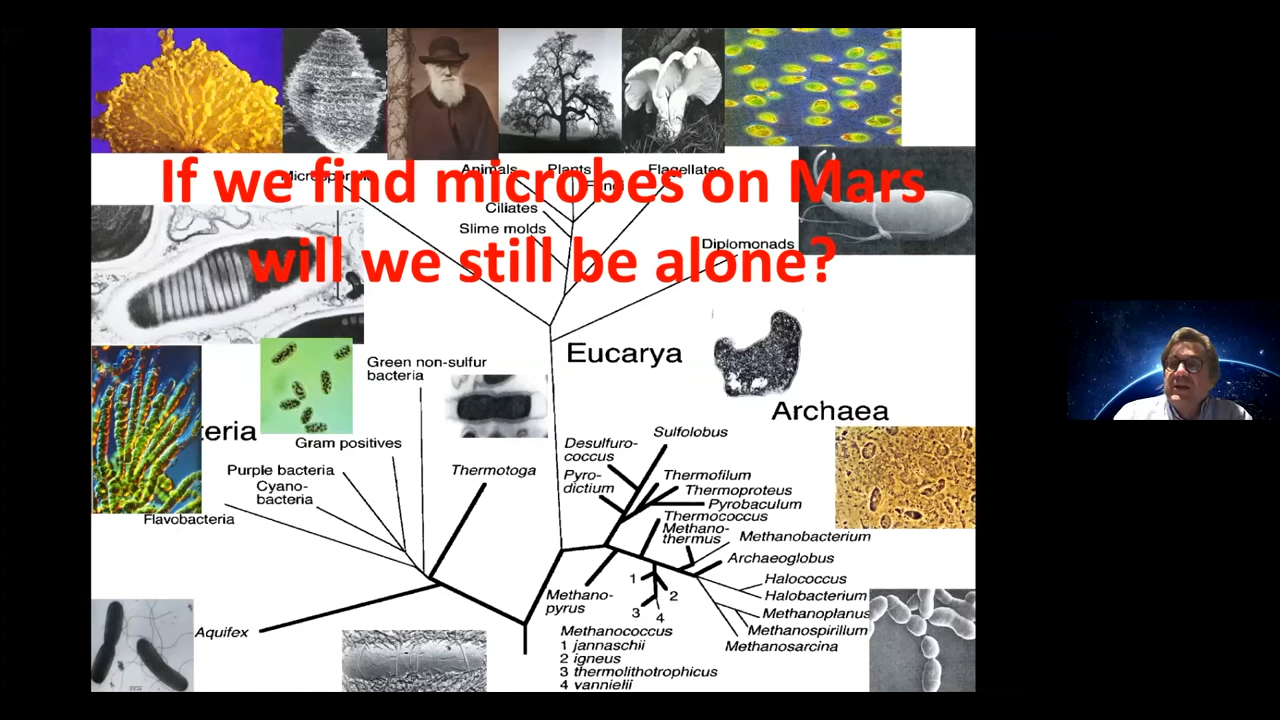 If we find microbes on Mars
will we still be alone?
Animals
Plants
Flagellates
Fungi
Ciliates
Slime molds
Diplomonads
Eucarya
Green non-sulfur
bacteria
Archaea
teria
Gram positives
Purple bacteria
Cyano-
bacteria
Flavobacteria
Thermotoga
Aquifex
Desulfuro-
coccus
Sulfolobus
Pyro-
dictium
Thermofilum
Thermoproteus
Pyrobaculum
Thermococcus
Methano-
thermus
Methanobacterium
Archaeoglobus
Halococcus
Halobacterium
Methanoplanus
Methanospirillum
Methanosarcina
Methano-
pyrus
1
2
3
4
Methanococcus
1 jannaschii
2 igneus
3 thermolithotrophicus
4 vannielii